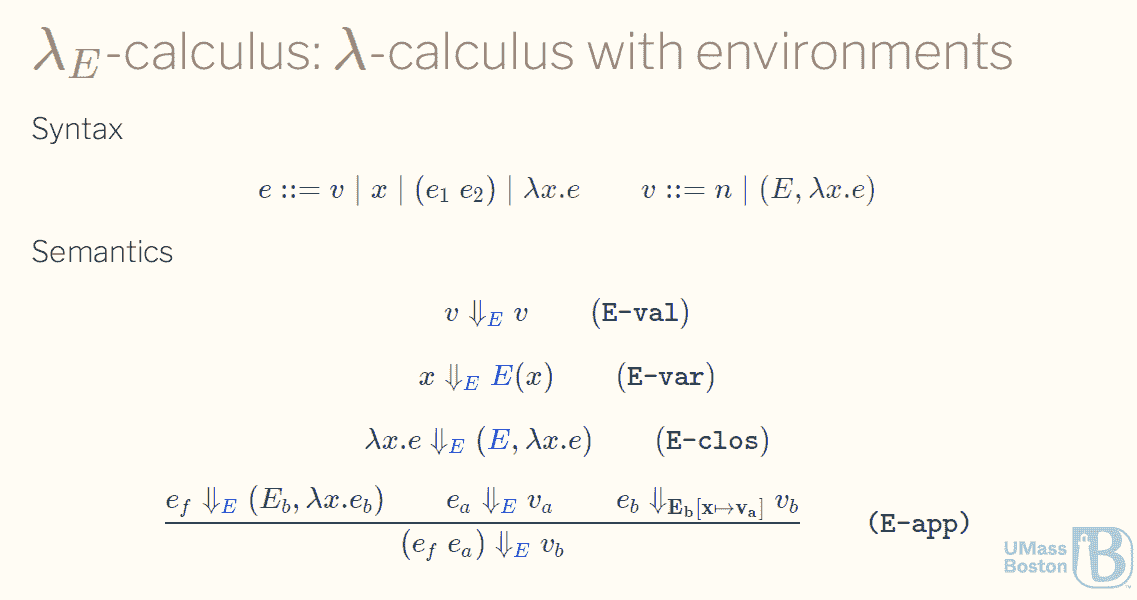 λ_E-calculus: λ-calculus with environments
Syntax
e ::= v | x | (e₁ e₂) | λx.e    v ::= n | (E, λx.e)
Semantics
v ⇓_E v    (E-val)
x ⇓_E E(x)    (E-var)
λx.e ⇓_E (E, λx.e)    (E-clos)
e_f ⇓_E (E_b, λx.e_b)    e_a ⇓_E v_a    e_b ⇓_{E_b[x↦v_a]} v_b
(e_f e_a) ⇓_E v_b    (E-app)
UMass
Boston
B